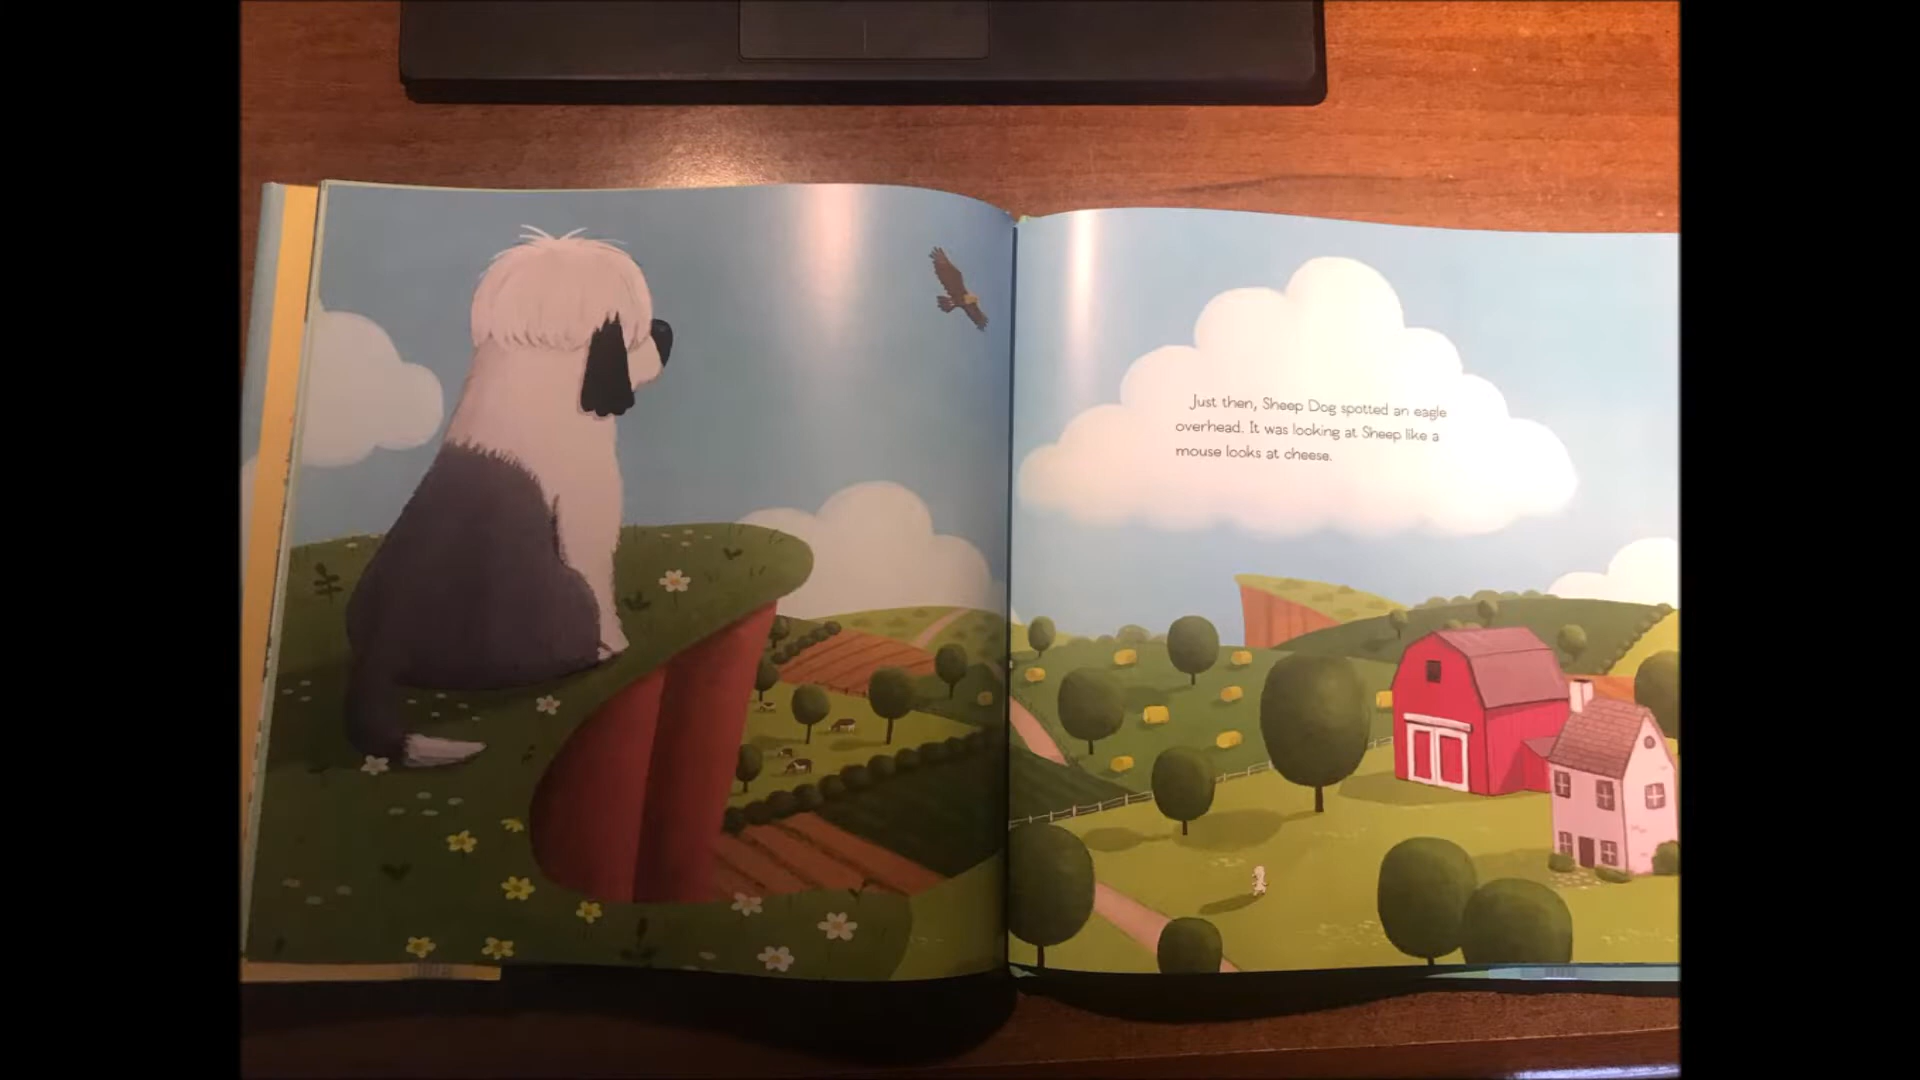 Just then, Sheep Dog spotted an eagle
overhead. It was looking at Sheep like a
mouse looks at cheese.